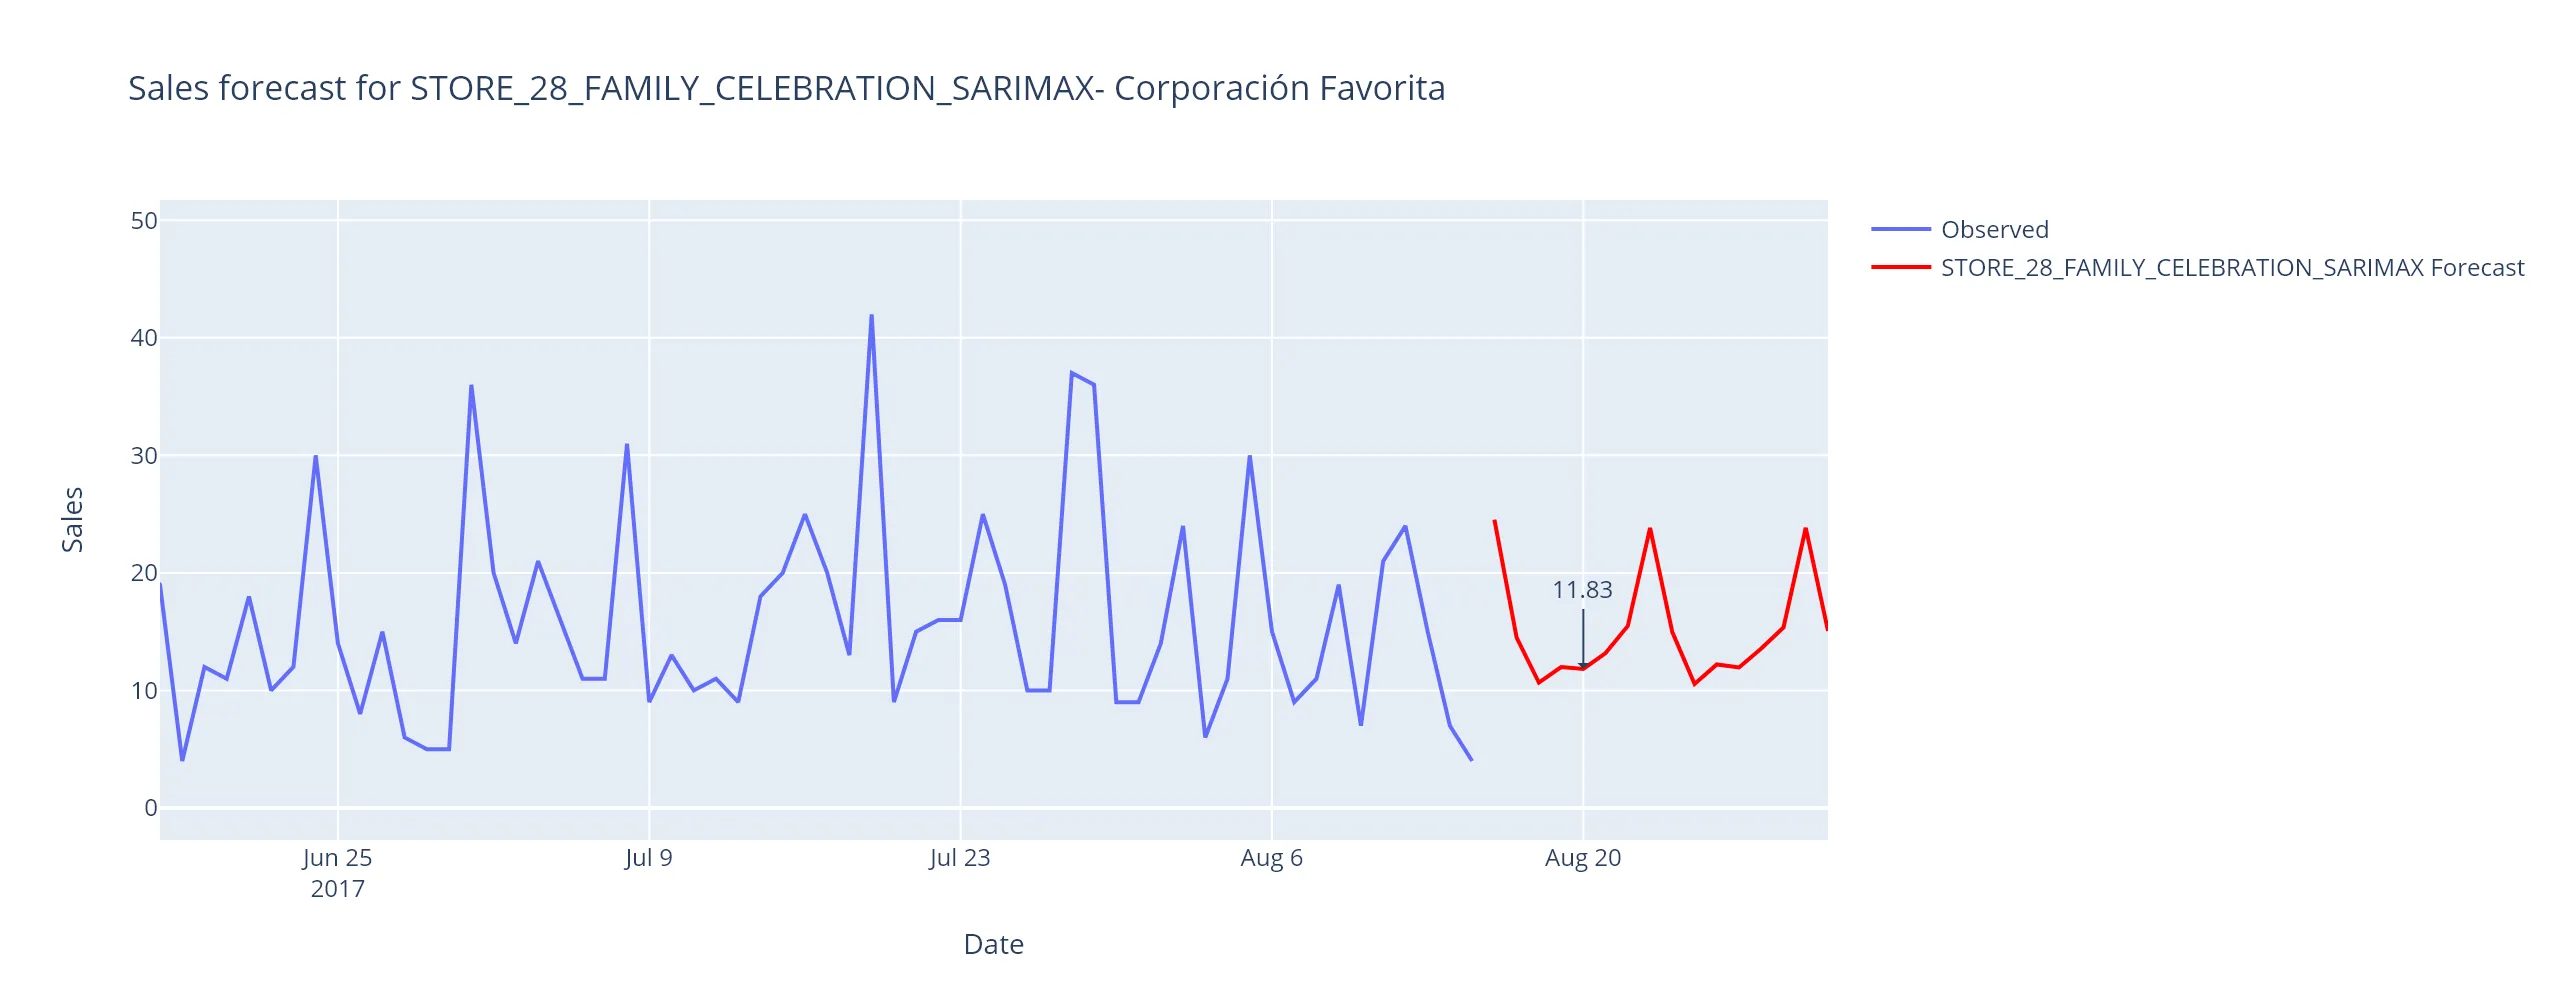 Sales forecast for STORE_28_FAMILY_CELEBRATION_SARIMAX- Corporación Favorita
Observed
STORE_28_FAMILY_CELEBRATION_SARIMAX Forecast
50
40
30
20
10
0
Sales
11.83
Jun 25
2017
Jul 9
Jul 23
Aug 6
Aug 20
Date